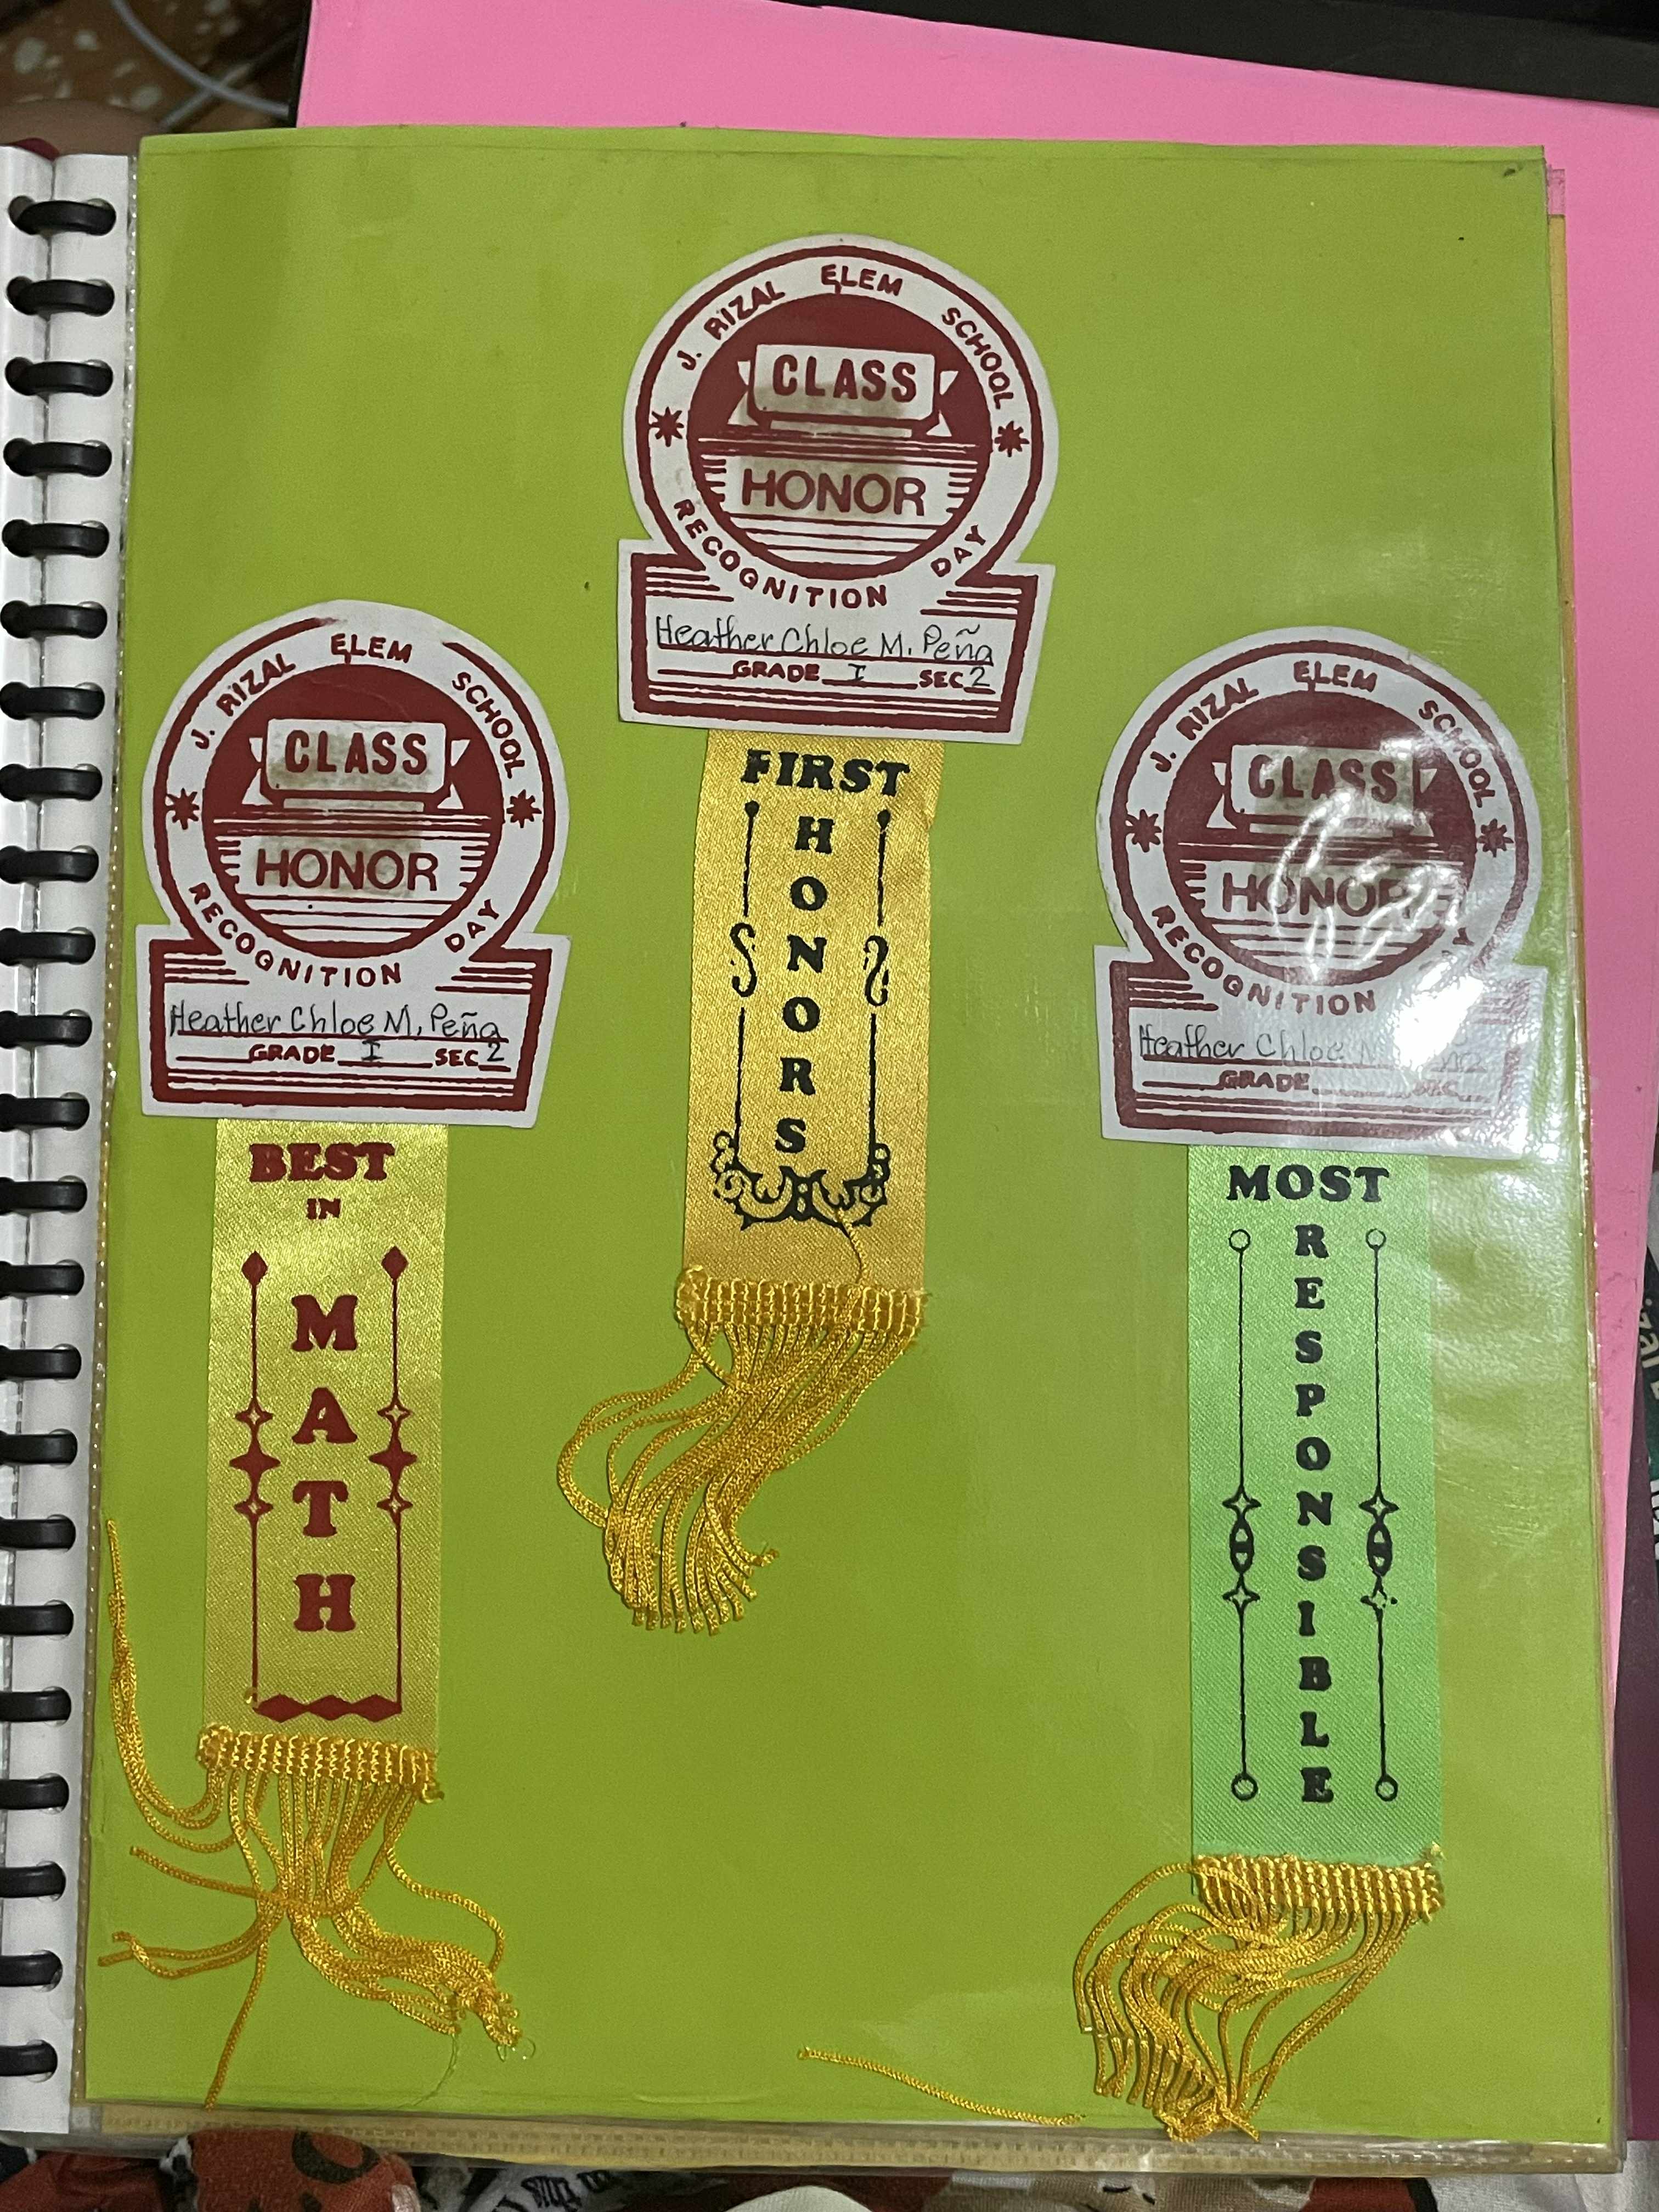 J. RIZAL ELEM SCHOOL
CLASS
HONOR
RECOGNITION DAY
Heather Chloe M. Peña
GRADE I SEC 2
FIRST
HONORS
J. RIZAL ELEM SCHOOL
CLASS
HONOR
RECOGNITION DAY
Heather Chloe M. Peña
GRADE I SEC 2
BEST
IN
MATH
J. RIZAL ELEM SCHOOL
CLASS
HONOR
RECOGNITION DAY
Heather Chloe M.
GRADE SEC
MOST
RESPONSIBLE